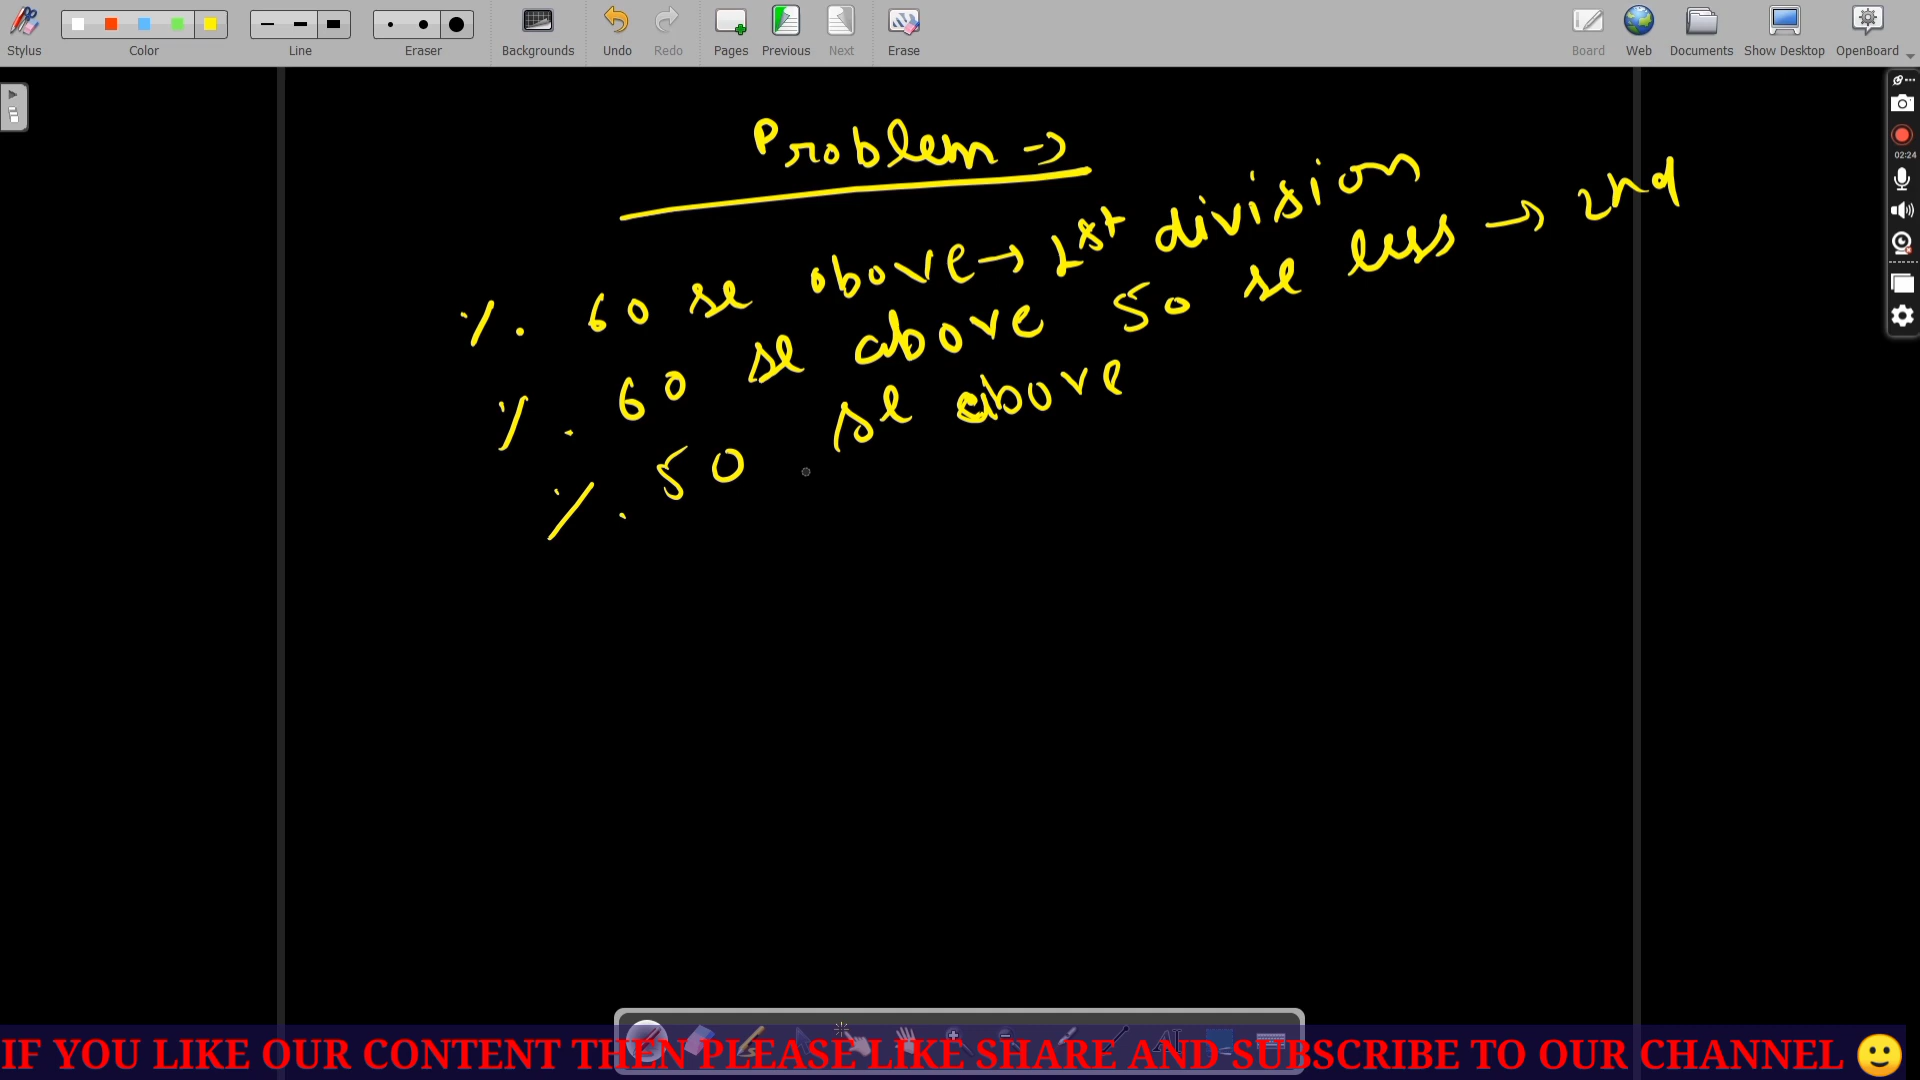 Stylus
Color
Line
Eraser
Backgrounds
Undo
Redo
Pages
Previous
Next
Erase
Board
Web
Documents
Show Desktop
OpenBoard
02:24
Problem →
%. 60 se above → 1st division
%. 60 se above 50 se less → 2nd
%. 50 se above
IF YOU LIKE OUR CONTENT THEN PLEASE LIKE SHARE AND SUBSCRIBE TO OUR CHANNEL 🙂